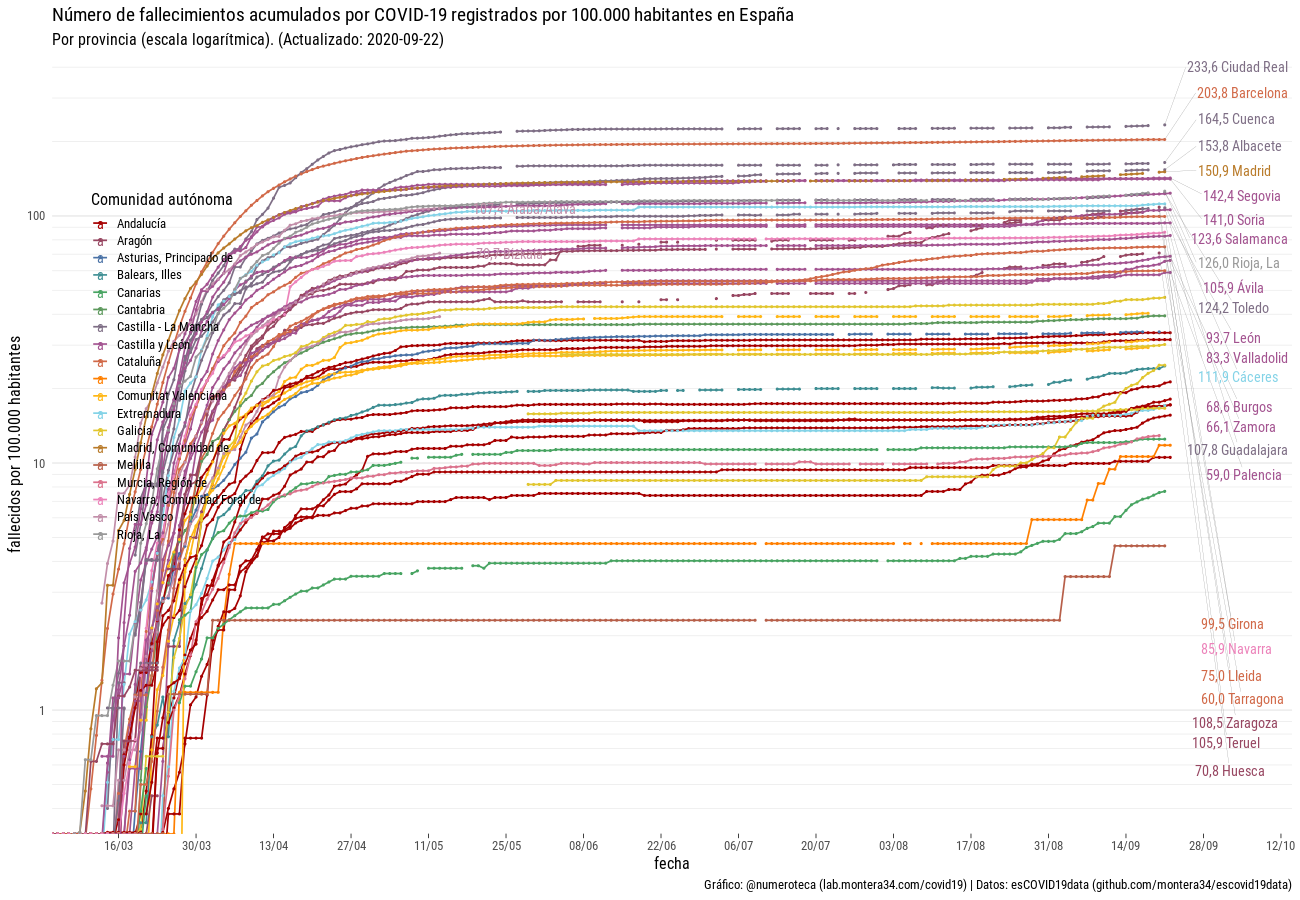 Número de fallecimientos acumulados por COVID-19 registrados por 100.000 habitantes en España
Por provincia (escala logarítmica). (Actualizado: 2020-09-22)
233,6 Ciudad Real
203,8 Barcelona
164,5 Cuenca
153,8 Albacete
150,9 Madrid
142,4 Segovia
141,0 Soria
123,6 Salamanca
126,0 Rioja, La
105,9 Ávila
124,2 Toledo
93,7 León
83,3 Valladolid
111,9 Cáceres
68,6 Burgos
66,1 Zamora
107,8 Guadalajara
59,0 Palencia
99,5 Girona
85,9 Navarra
75,0 Lleida
60,0 Tarragona
108,5 Zaragoza
105,9 Teruel
70,8 Huesca
Comunidad autónoma
Andalucía
Aragón
Asturias, Principado de
Balears, Illes
Canarias
Cantabria
Castilla - La Mancha
Castilla y León
Cataluña
Ceuta
Comunitat Valenciana
Extremadura
Galicia
Madrid, Comunidad de
Melilla
Murcia, Región de
Navarra, Comunidad Foral de
País Vasco
Rioja, La
Araba/Álava
Bizkaia
100
10
1
fallecidos por 100.000 habitantes
16/03 30/03 13/04 27/04 11/05 25/05 08/06 22/06 06/07 20/07 03/08 17/08 31/08 14/09 28/09 12/10
fecha
Gráfico: @numeroteca (lab.montera34.com/covid19) | Datos: esCOVID19data (github.com/montera34/escovid19data)